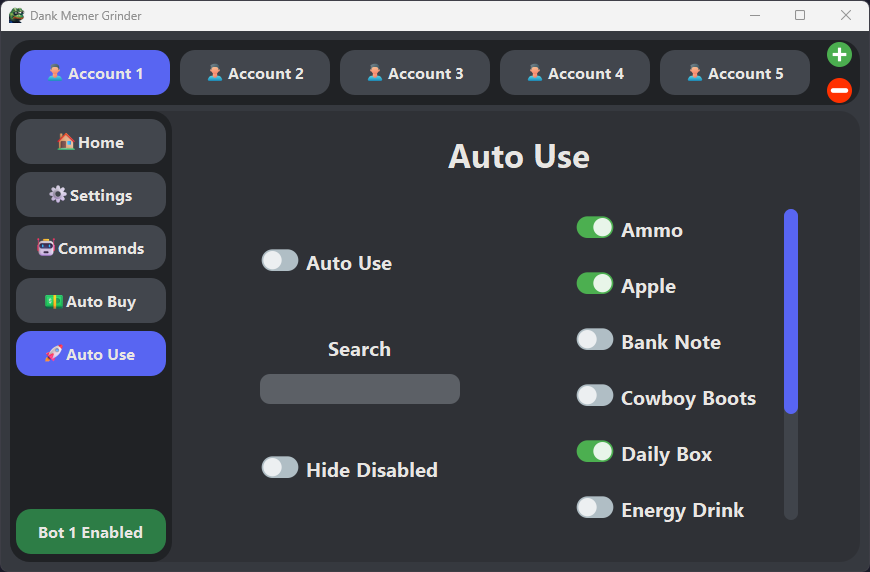 Dank Memer Grinder
Account 1
Account 2
Account 3
Account 4
Account 5
Home
Settings
Commands
Auto Buy
Auto Use
Bot 1 Enabled
Auto Use
Auto Use
Search
Hide Disabled
Ammo
Apple
Bank Note
Cowboy Boots
Daily Box
Energy Drink